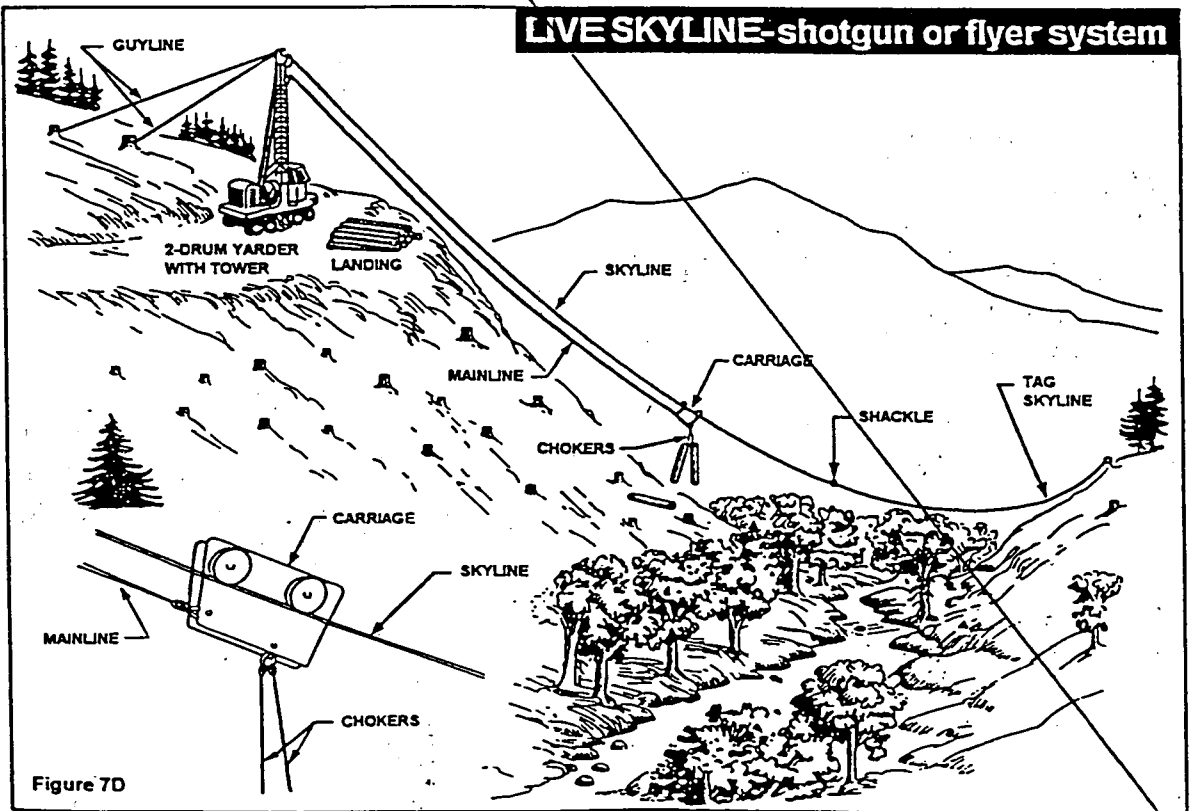 LIVE SKYLINE-shotgun or flyer system
GUYLINE
2-DRUM YARDER
WITH TOWER
LANDING
SKYLINE
MAINLINE
CARRIAGE
TAG
SKYLINE
SHACKLE
CHOKERS
CARRIAGE
SKYLINE
MAINLINE
CHOKERS
Figure 7D